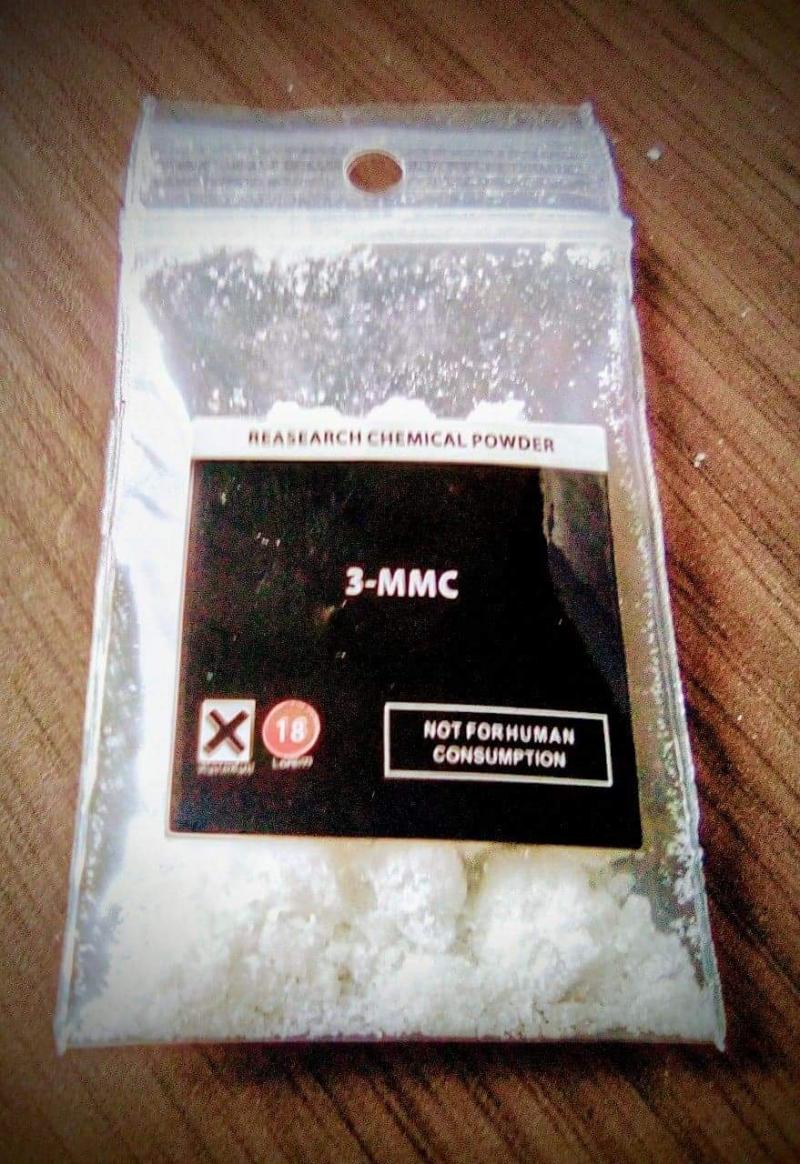 REASEARCH CHEMICAL POWDER
3-MMC
18
NOT FOR HUMAN
CONSUMPTION